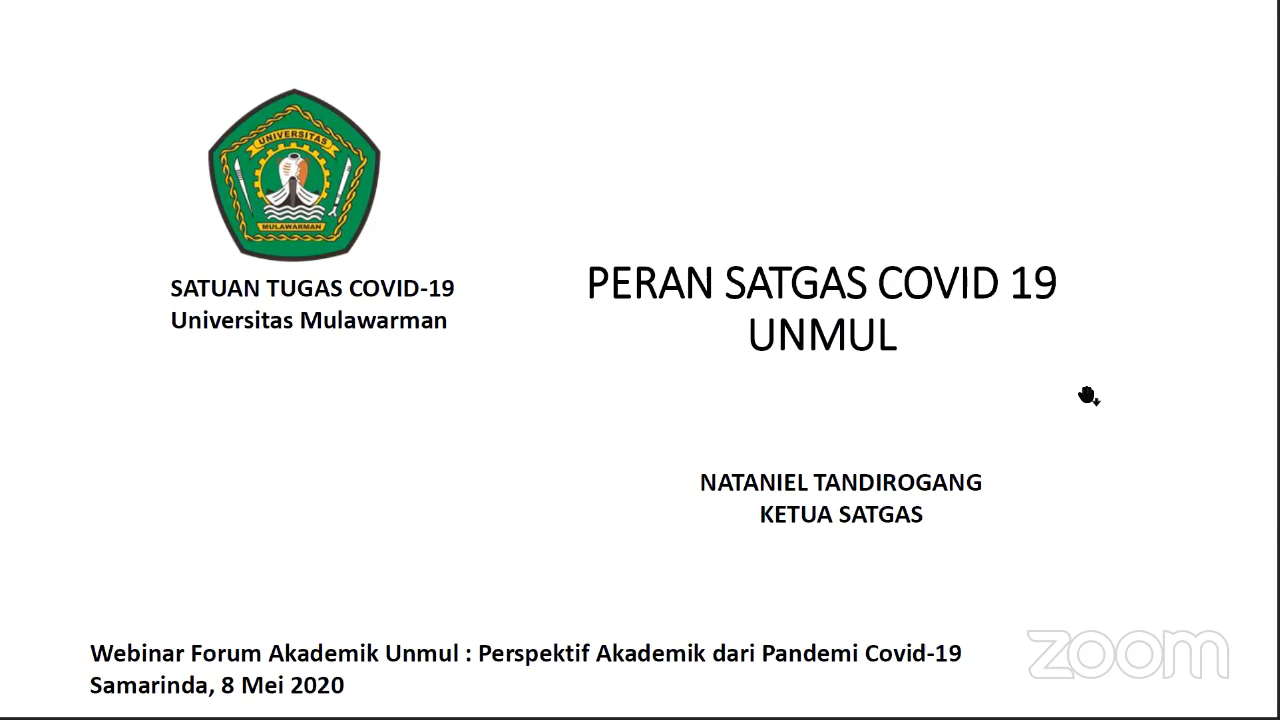 UNIVERSITAS
MULAWARMAN
SATUAN TUGAS COVID-19
Universitas Mulawarman
PERAN SATGAS COVID 19
UNMUL
NATANIEL TANDIROGANG
KETUA SATGAS
Webinar Forum Akademik Unmul : Perspektif Akademik dari Pandemi Covid-19
Samarinda, 8 Mei 2020
zoom